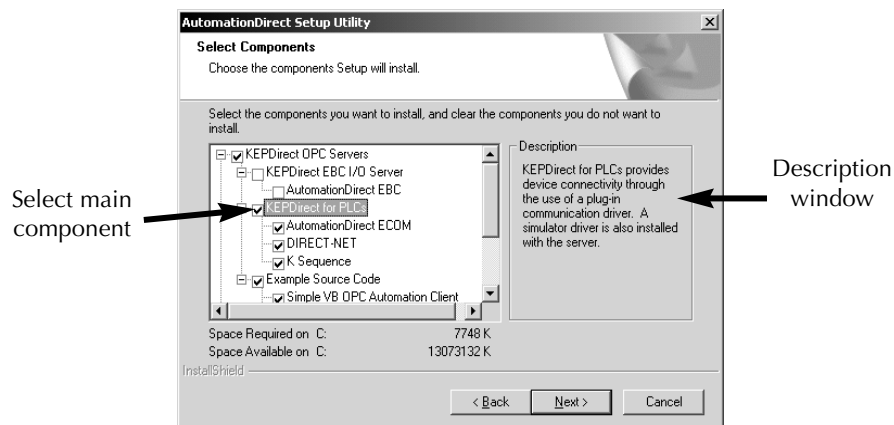 AutomationDirect Setup Utility
Select Components
Choose the components Setup will install.
Select the components you want to install, and clear the components you do not want to
install.
KEPDirect OPC Servers
KEPDirect EBC I/O Server
AutomationDirect EBC
KEPDirect for PLCs
AutomationDirect ECOM
DIRECT-NET
K Sequence
Example Source Code
Simple VB OPC Automation Client
Description
KEPDirect for PLCs provides
device connectivity through
the use of a plug-in
communication driver. A
simulator driver is also installed
with the server.
Select main
component
Description
window
Space Required on C: 7748 K
Space Available on C: 13073132 K
InstallShield
< Back Next > Cancel